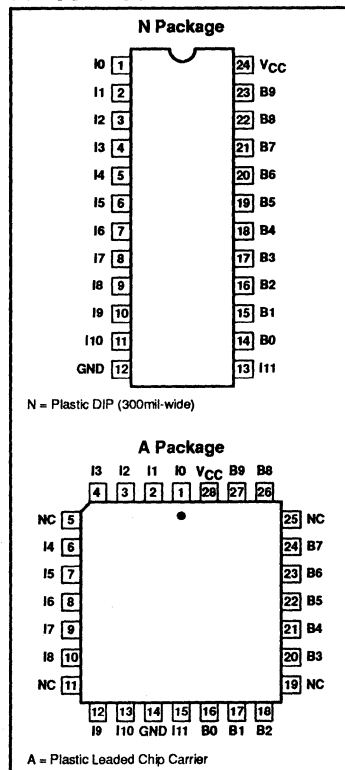 N Package
I0 1 24 VCC
I1 2 23 B9
I2 3 22 B8
I3 4 21 B7
I4 5 20 B6
I5 6 19 B5
I6 7 18 B4
I7 8 17 B3
I8 9 16 B2
I9 10 15 B1
I10 11 14 B0
GND 12 13 I11
N = Plastic DIP (300mil-wide)
A Package
I3 I2 I1 I0 VCC B9 B8
4 3 2 1 28 27 26
NC 5 25 NC
I4 6 24 B7
I5 7 23 B6
I6 8 22 B5
I7 9 21 B4
I8 10 20 B3
NC 11 19 NC
12 13 14 15 16 17 18
I9 I10 GND I11 B0 B1 B2
A = Plastic Leaded Chip Carrier